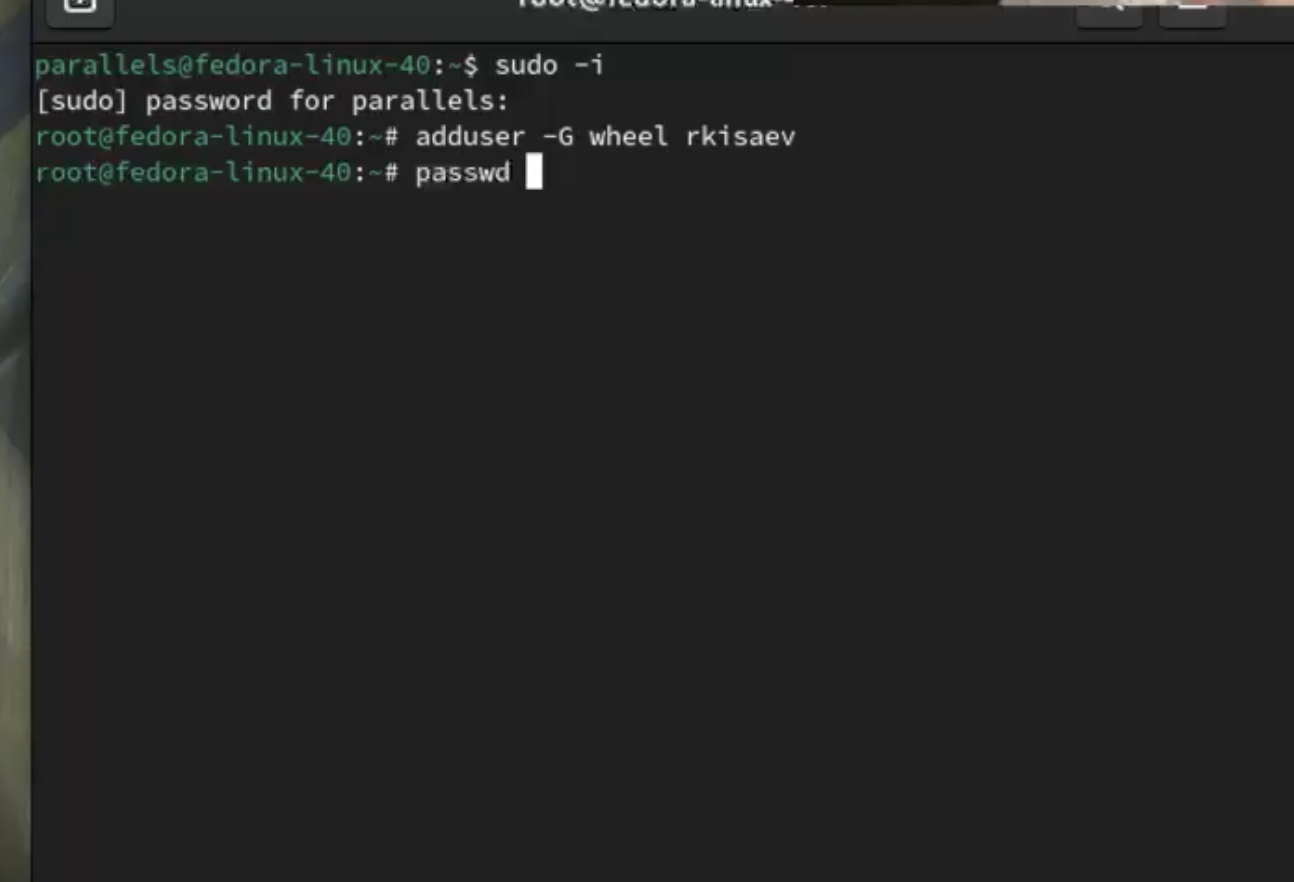 parallels@fedora-linux-40:~$ sudo -i
[sudo] password for parallels:
root@fedora-linux-40:~# adduser -G wheel rkisaev
root@fedora-linux-40:~# passwd